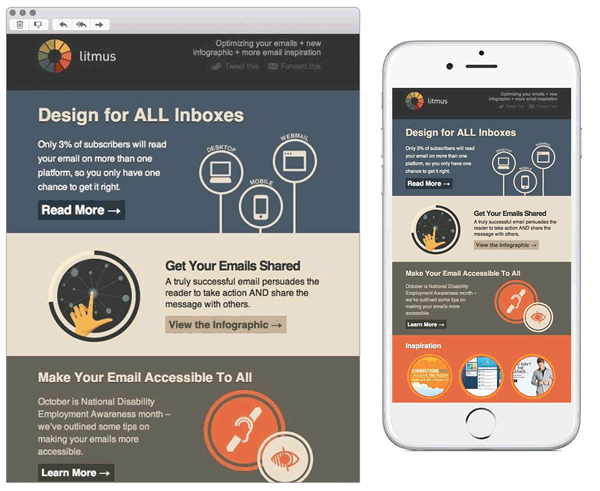 litmus
Optimizing your emails + new
infographic + more email inspiration
Tweet this
Forward this
Design for ALL Inboxes
Only 3% of subscribers will read
your email on more than one
platform, so you only have one
chance to get it right.
Read More →
DESKTOP
MOBILE
WEBMAIL
Get Your Emails Shared
A truly successful email persuades the
reader to take action AND share the
message with others.
View the Infographic →
Make Your Email Accessible To All
October is National Disability
Employment Awareness month –
we've outlined some tips on
making your emails more
accessible.
Learn More →
litmus
Optimizing your emails + new
infographic + more email inspiration
Tweet this
Forward this
Design for ALL Inboxes
Only 3% of subscribers will read
your email on more than one
platform, so you only have one
chance to get it right.
Read More →
DESKTOP
MOBILE
WEBMAIL
Get Your Emails Shared
A truly successful email persuades the
reader to take action AND share the
message with others.
View the Infographic →
Make Your Email Accessible To All
October is National Disability
Employment Awareness month –
we've outlined some tips on
making your emails more
accessible.
Learn More →
Inspiration
CONNECTIONS